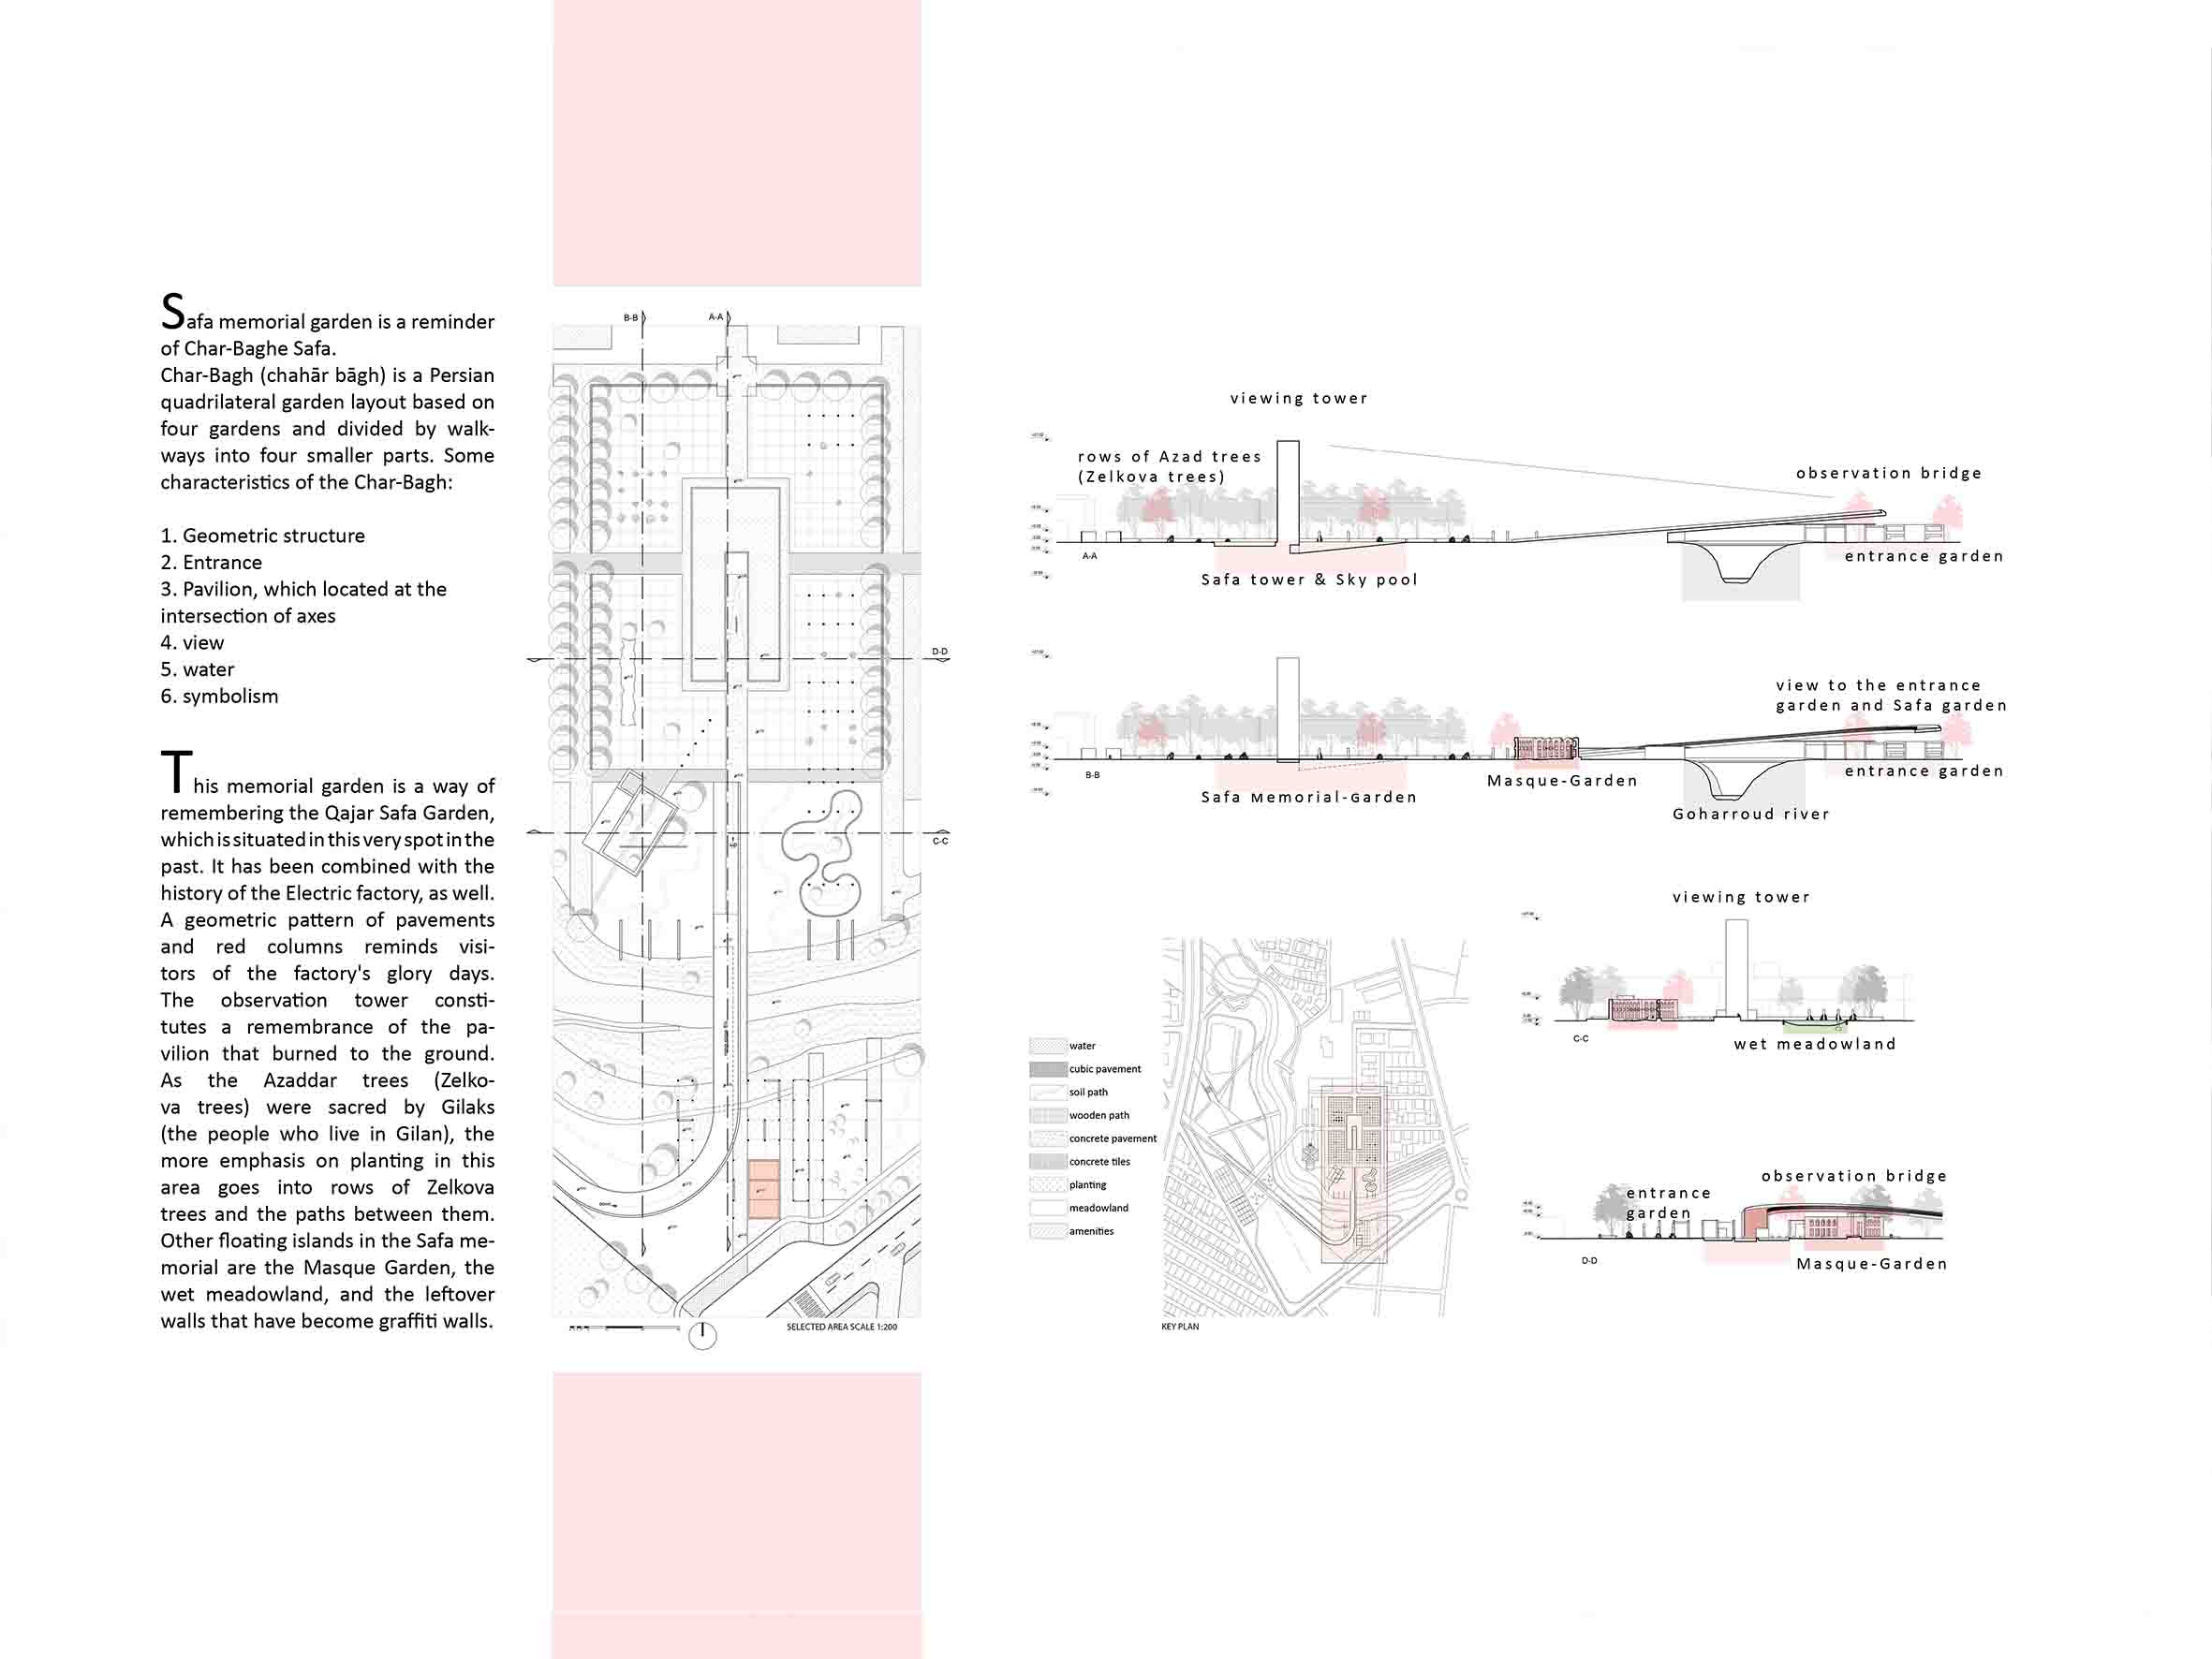 Safa memorial garden is a reminder
of Char-Baghe Safa.
Char-Bagh (chahār bāgh) is a Persian
quadrilateral garden layout based on
four gardens and divided by walk-
ways into four smaller parts. Some
characteristics of the Char-Bagh:
1. Geometric structure
2. Entrance
3. Pavilion, which located at the
intersection of axes
4. view
5. water
6. symbolism
This memorial garden is a way of
remembering the Qajar Safa Garden,
which is situated in this very spot in the
past. It has been combined with the
history of the Electric factory, as well.
A geometric pattern of pavements
and red columns reminds visi-
tors of the factory's glory days.
The observation tower consti-
tutes a remembrance of the pa-
vilion that burned to the ground.
As the Azaddar trees (Zelko-
va trees) were sacred by Gilaks
(the people who live in Gilan), the
more emphasis on planting in this
area goes into rows of Zelkova
trees and the paths between them.
Other floating islands in the Safa me-
morial are the Masque Garden, the
wet meadowland, and the leftover
walls that have become graffiti walls.
B-B
A-A
D-D
C-C
SELECTED AREA SCALE 1:200
viewing tower
rows of Azad trees
(Zelkova trees)
observation bridge
A-A
entrance garden
Safa tower & Sky pool
view to the entrance
garden and Safa garden
B-B
entrance garden
Masque-Garden
Safa Memorial-Garden
Goharroud river
viewing tower
C-C
wet meadowland
observation bridge
entrance
garden
D-D
Masque-Garden
water
cubic pavement
soil path
wooden path
concrete pavement
concrete tiles
planting
meadowland
amenities
KEY PLAN